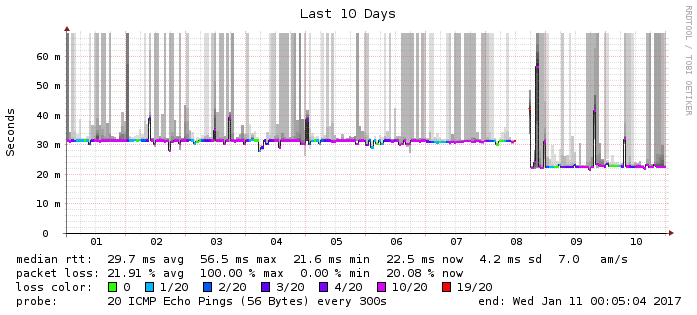 Last 10 Days
RRDTOOL / TOBI OETIKER
Seconds
60 m
50 m
40 m
30 m
20 m
10 m
0
01 02 03 04 05 06 07 08 09 10
median rtt: 29.7 ms avg 56.5 ms max 21.6 ms min 22.5 ms now 4.2 ms sd 7.0 am/s
packet loss: 21.91 % avg 100.00 % max 0.00 % min 20.08 % now
loss color: 0 1/20 2/20 3/20 4/20 10/20 19/20
probe: 20 ICMP Echo Pings (56 Bytes) every 300s end: Wed Jan 11 00:05:04 2017